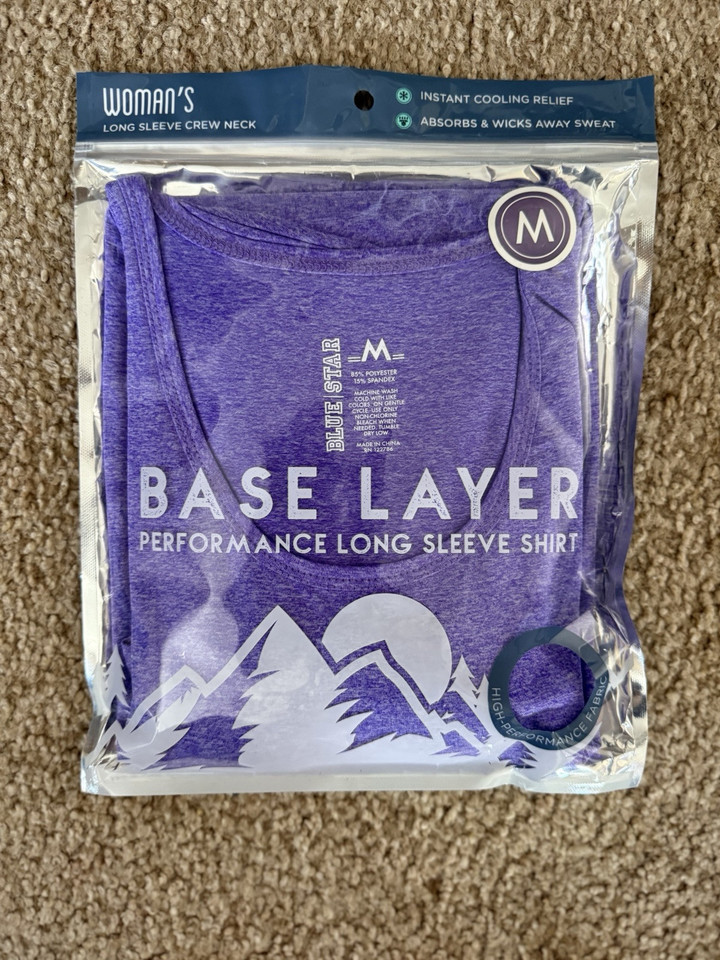 WOMAN'S
LONG SLEEVE CREW NECK
INSTANT COOLING RELIEF
ABSORBS & WICKS AWAY SWEAT
M
BLUE STAR
M
85% POLYESTER
15% SPANDEX
MACHINE WASH
COLD WITH LIKE
COLORS ON GENTLE
CYCLE. USE ONLY
NON-CHLORINE
BLEACH WHEN
NEEDED. TUMBLE
DRY LOW
MADE IN CHINA
BASE LAYER
PERFORMANCE LONG SLEEVE SHIRT
HIGH-PERFORMANCE FABRIC